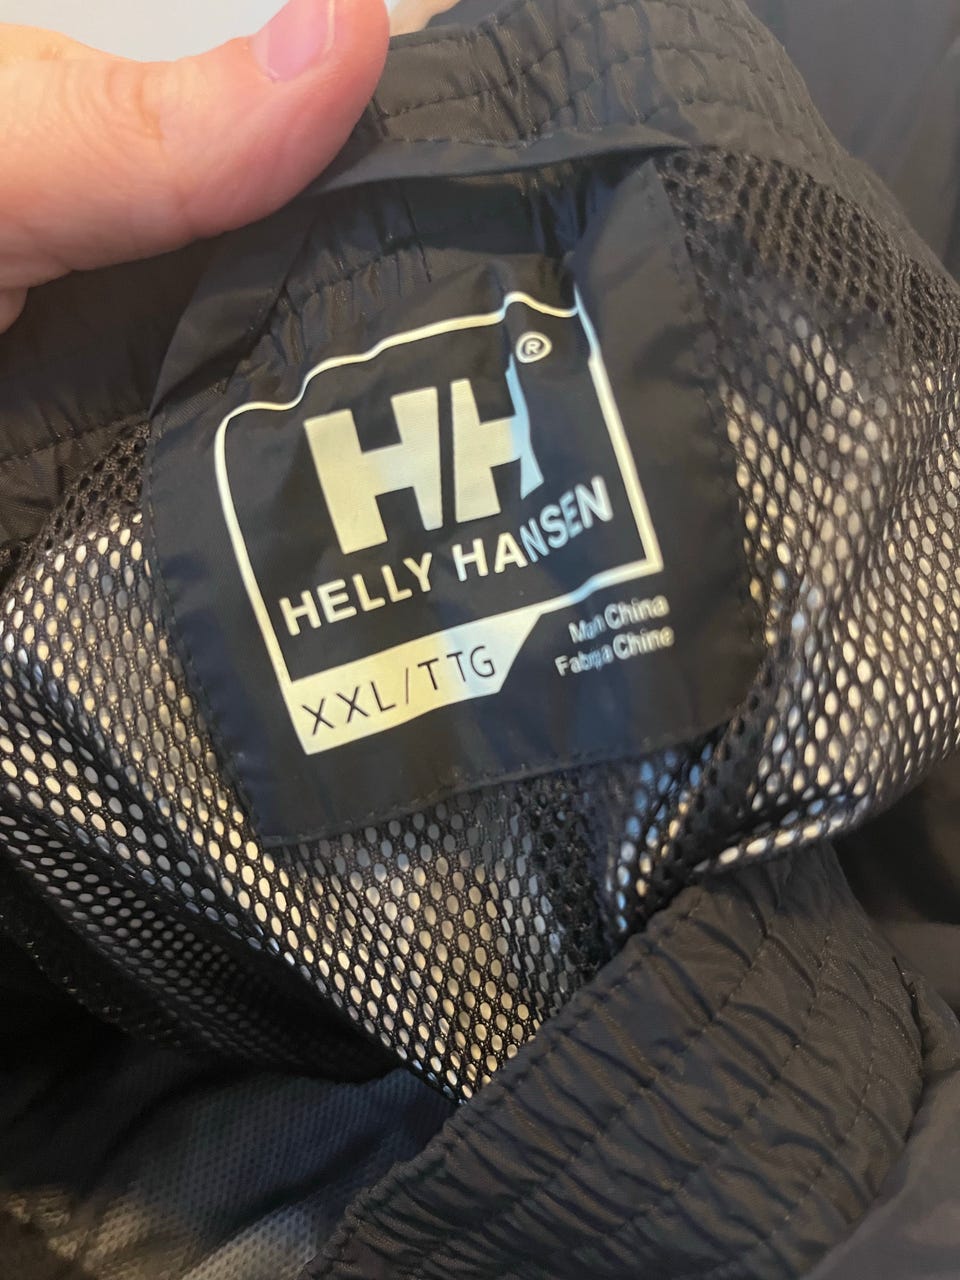 ®
HH
HELLY HANSEN
XXL/TTG
China
Chine